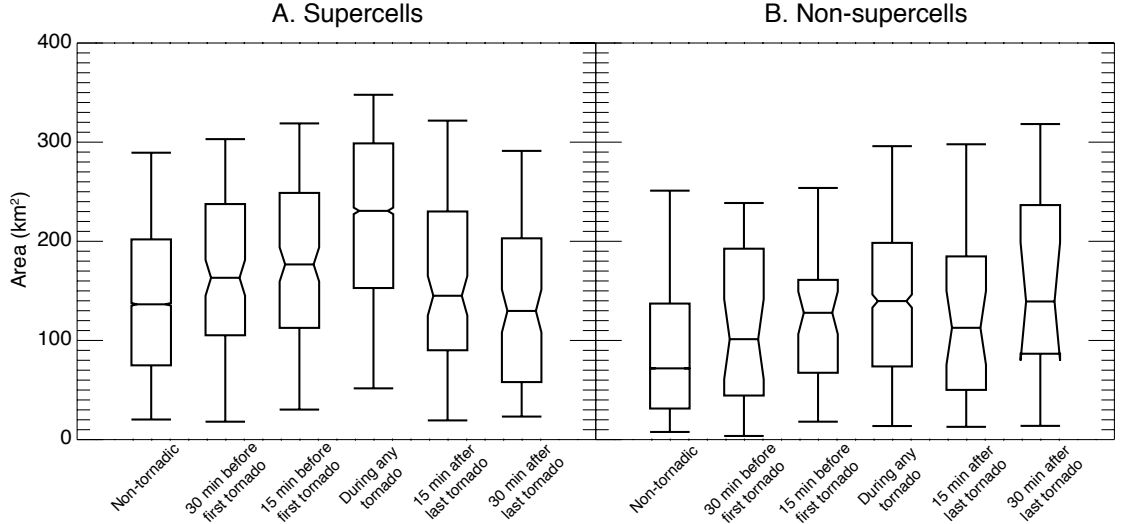 A. Supercells
B. Non-supercells
Area (km²)
400
300
200
100
0
Non-tornadic
30 min before
first tornado
15 min before
first tornado
During any
tornado
15 min after
last tornado
30 min after
last tornado
Non-tornadic
30 min before
first tornado
15 min before
first tornado
During any
tornado
15 min after
last tornado
30 min after
last tornado